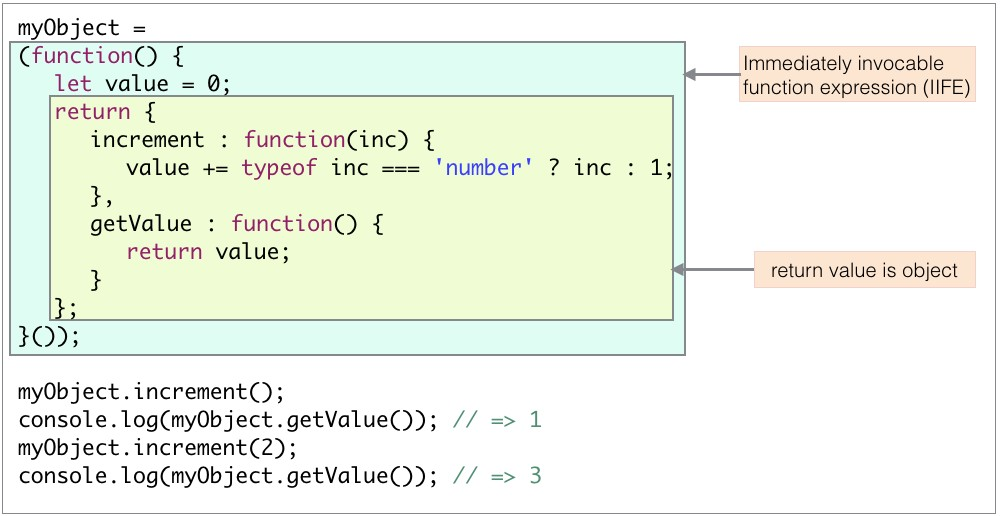 myObject =
(function() {
let value = 0;
return {
increment : function(inc) {
value += typeof inc === 'number' ? inc : 1;
},
getValue : function() {
return value;
}
};
}());
myObject.increment();
console.log(myObject.getValue()); // => 1
myObject.increment(2);
console.log(myObject.getValue()); // => 3
Immediately invocable
function expression (IIFE)
return value is object